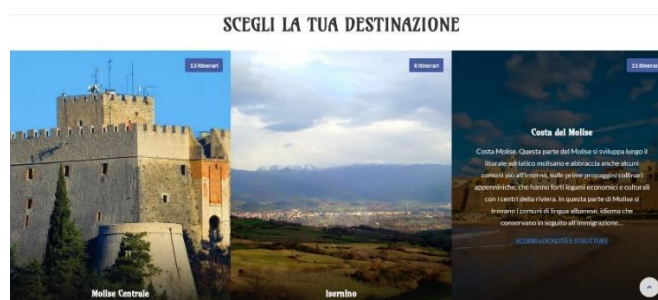 SCEGLI LA TUA DESTINAZIONE
13 Itinerari
8 Itinerari
11 Itinerari
Costa del Molise
Costa Molise. Questa parte del Molise si sviluppa lungo il
litorale adriatico molisano e abbraccia anche alcuni
comuni più all'interno, sulle prime propaggini collinari
appenniniche, che hanno forti legami economici e culturali
con i centri della riviera. In questa parte di Molise si
trovano i comuni di lingua albanese, idioma che
conservano in seguito all'immigrazione...
SCOPRI LOCALITÀ E STRUTTURE
Molise Centrale
Isernino